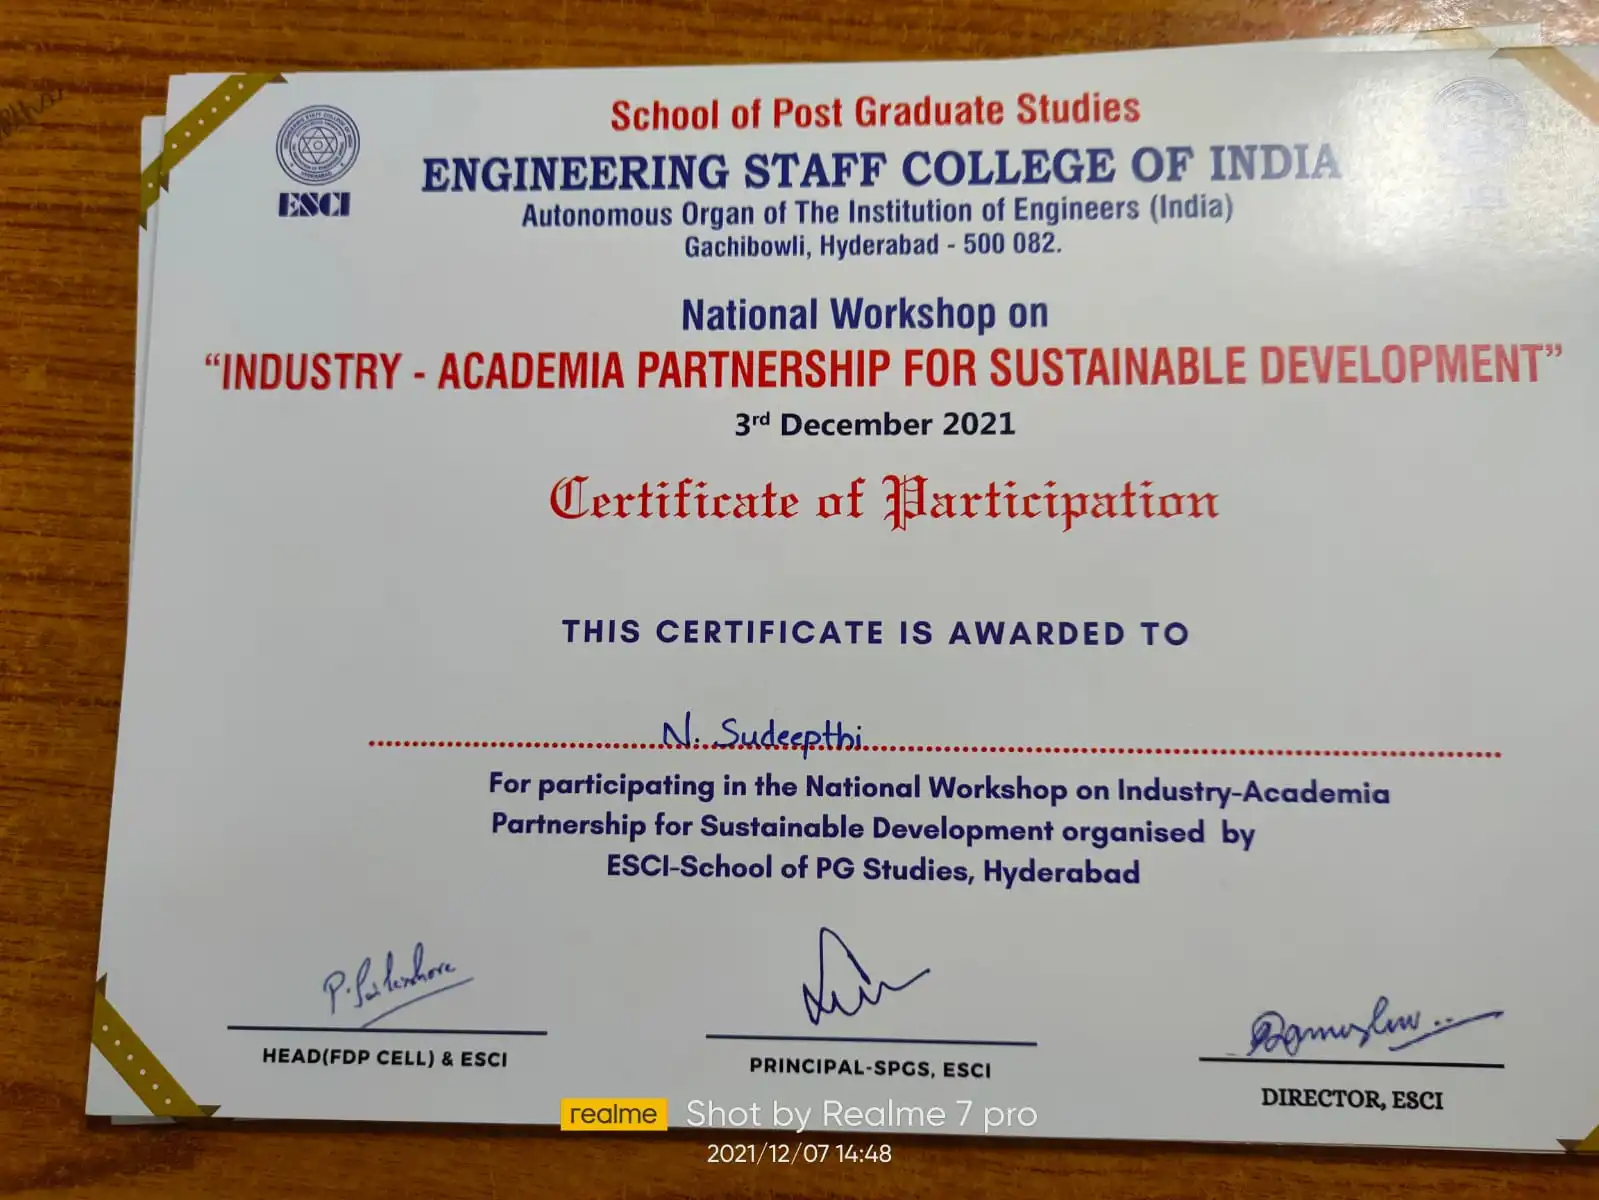 School of Post Graduate Studies
ENGINEERING STAFF COLLEGE OF INDIA
ESCI
Autonomous Organ of The Institution of Engineers (India)
Gachibowli, Hyderabad - 500 082.
National Workshop on
“INDUSTRY - ACADEMIA PARTNERSHIP FOR SUSTAINABLE DEVELOPMENT”
3rd December 2021
Certificate of Participation
THIS CERTIFICATE IS AWARDED TO
N. Sudeepthi
For participating in the National Workshop on Industry-Academia
Partnership for Sustainable Development organised by
ESCI-School of PG Studies, Hyderabad
HEAD(FDP CELL) & ESCI
PRINCIPAL-SPGS, ESCI
DIRECTOR, ESCI
realme Shot by Realme 7 pro
2021/12/07 14:48